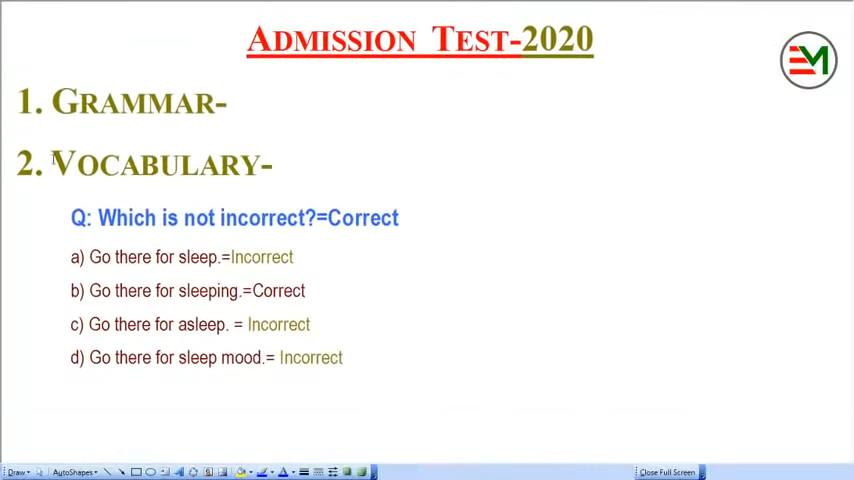 ADMISSION TEST-2020
EM
1. GRAMMAR-
2. VOCABULARY-
Q: Which is not incorrect?=Correct
a) Go there for sleep.=Incorrect
b) Go there for sleeping.=Correct
c) Go there for asleep. = Incorrect
d) Go there for sleep mood.= Incorrect
Draw AutoShapes Close Full Screen